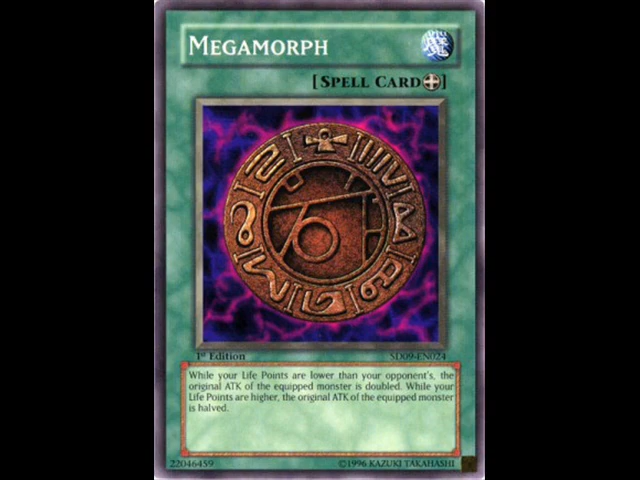 MEGAMORPH
[SPELL CARD]
1st Edition
SD09-EN024
While your Life Points are lower than your opponent's, the
original ATK of the equipped monster is doubled. While your
Life Points are higher, the original ATK of the equipped monster
is halved.
22046459
©1996 KAZUKI TAKAHASHI